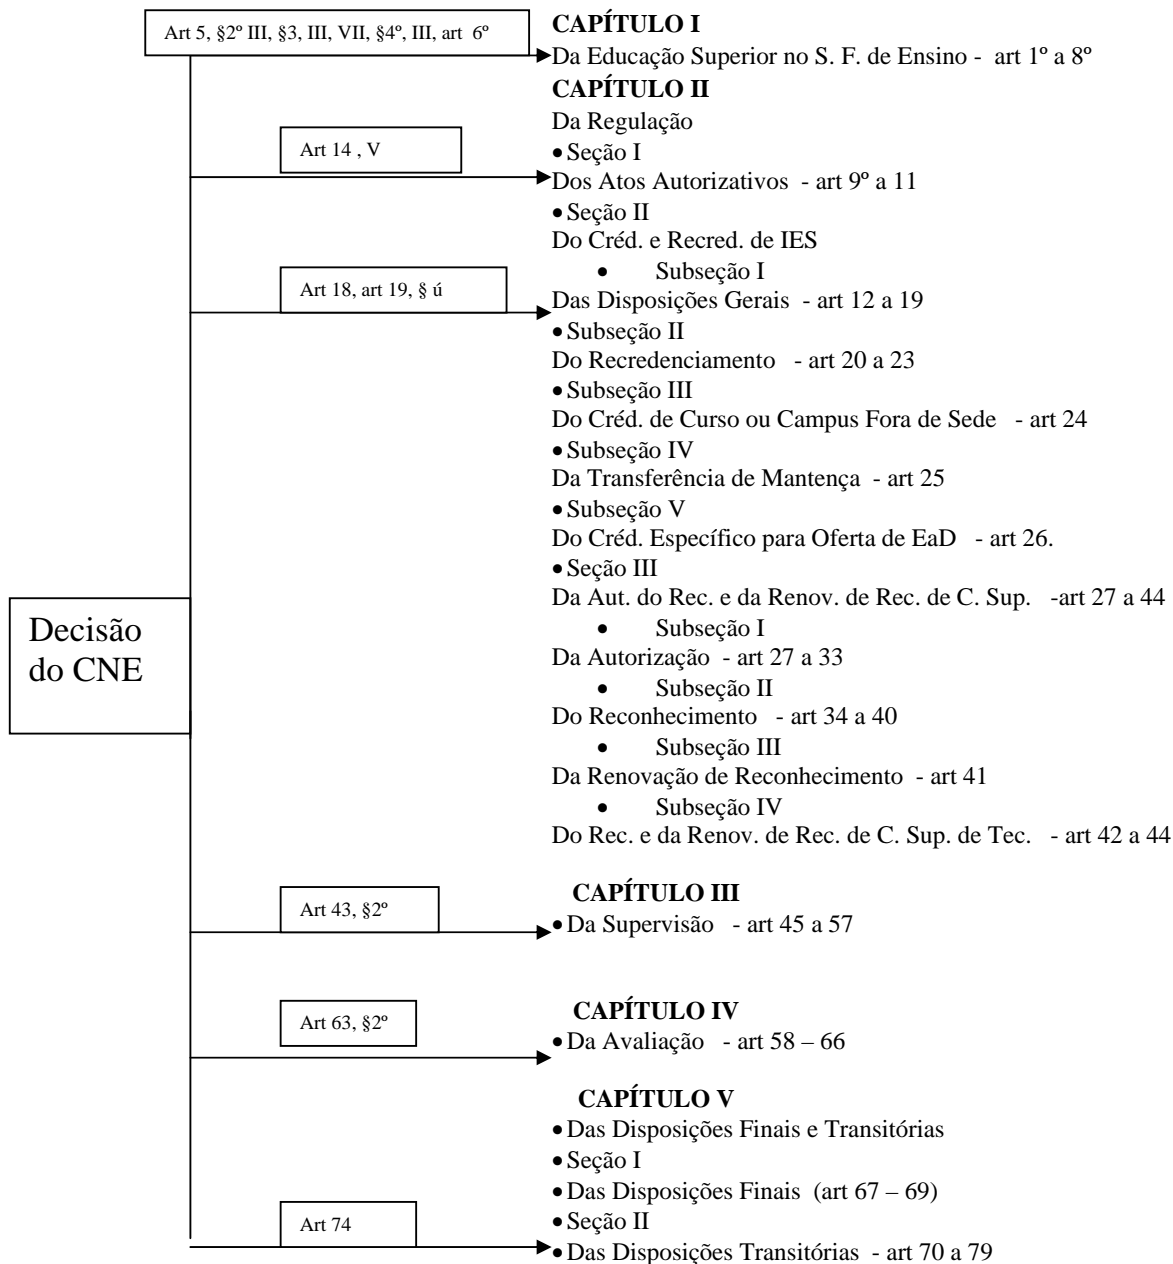 Art 5, §2º III, §3, III, VII, §4º, III, art 6º
CAPÍTULO I
Da Educação Superior no S. F. de Ensino - art 1º a 8º
CAPÍTULO II
Da Regulação
Art 14 , V
• Seção I
Dos Atos Autorizativos - art 9º a 11
• Seção II
Do Créd. e Recred. de IES
• Subseção I
Art 18, art 19, § ú
Das Disposições Gerais - art 12 a 19
• Subseção II
Do Recredenciamento - art 20 a 23
• Subseção III
Do Créd. de Curso ou Campus Fora de Sede - art 24
• Subseção IV
Da Transferência de Mantença - art 25
• Subseção V
Do Créd. Específico para Oferta de EaD - art 26.
• Seção III
Da Aut. do Rec. e da Renov. de Rec. de C. Sup. -art 27 a 44
Decisão
do CNE
• Subseção I
Da Autorização - art 27 a 33
• Subseção II
Do Reconhecimento - art 34 a 40
• Subseção III
Da Renovação de Reconhecimento - art 41
• Subseção IV
Do Rec. e da Renov. de Rec. de C. Sup. de Tec. - art 42 a 44
CAPÍTULO III
Art 43, §2º
• Da Supervisão - art 45 a 57
CAPÍTULO IV
Art 63, §2º
• Da Avaliação - art 58 – 66
CAPÍTULO V
• Das Disposições Finais e Transitórias
• Seção I
• Das Disposições Finais (art 67 – 69)
• Seção II
Art 74
• Das Disposições Transitórias - art 70 a 79